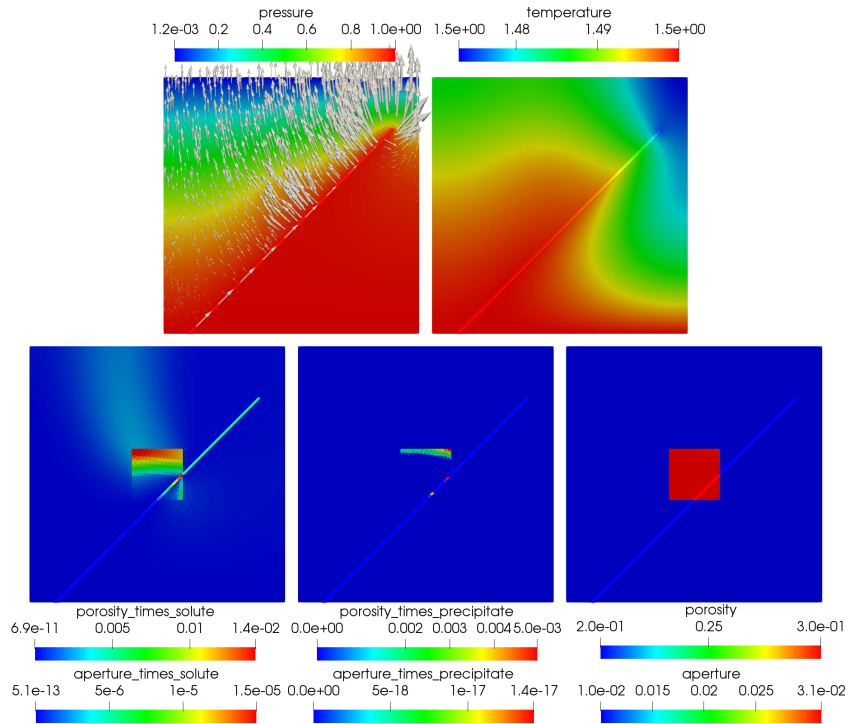 pressure
1.2e-03 0.2 0.4 0.6 0.8 1.0e+00
temperature
1.5e+00 1.48 1.49 1.5e+00
porosity_times_solute
6.9e-11 0.005 0.01 1.4e-02
aperture_times_solute
5.1e-13 5e-6 1e-5 1.5e-05
porosity_times_precipitate
0.0e+00 0.002 0.003 0.004 5.0e-03
aperture_times_precipitate
0.0e+00 5e-18 1e-17 1.4e-17
porosity
2.0e-01 0.25 3.0e-01
aperture
1.0e-02 0.015 0.02 0.025 3.1e-02